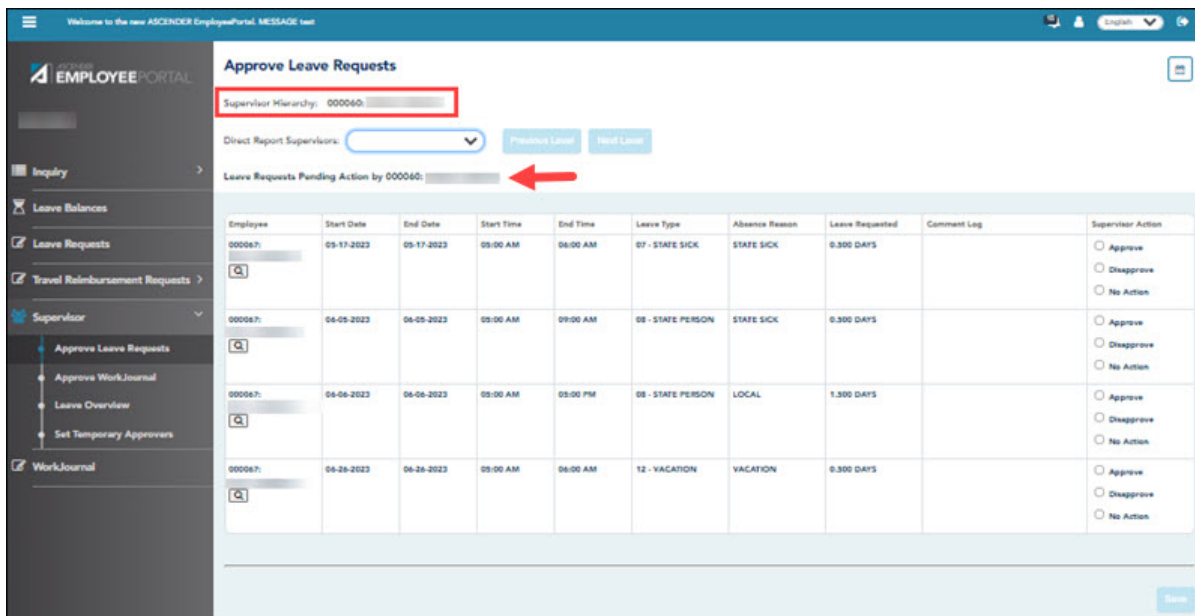 Welcome to the new ASCENDER EmployeePortal. MESSAGE test
English
ASCENDER
EMPLOYEEPORTAL
Inquiry
Leave Balances
Leave Requests
Travel Reimbursement Requests
Supervisor
Approve Leave Requests
Approve WorkJournal
Leave Overview
Set Temporary Approvers
WorkJournal
Approve Leave Requests
Supervisor Hierarchy: 000060:
Direct Report Supervisors:
Previous Level Next Level
Leave Requests Pending Action by 000060:
Employee Start Date End Date Start Time End Time Leave Type Absence Reason Leave Requested Comment Log Supervisor Action
000067: 05-17-2023 05-17-2023 05:00 AM 06:00 AM 07 - STATE SICK STATE SICK 0.500 DAYS Approve
Disapprove
No Action
000067: 06-05-2023 06-05-2023 05:00 AM 09:00 AM 08 - STATE PERSON STATE SICK 0.500 DAYS Approve
Disapprove
No Action
000067: 06-06-2023 06-06-2023 05:00 AM 05:00 PM 08 - STATE PERSON LOCAL 1.500 DAYS Approve
Disapprove
No Action
000067: 06-26-2023 06-26-2023 05:00 AM 06:00 AM 12 - VACATION VACATION 0.500 DAYS Approve
Disapprove
No Action
Save